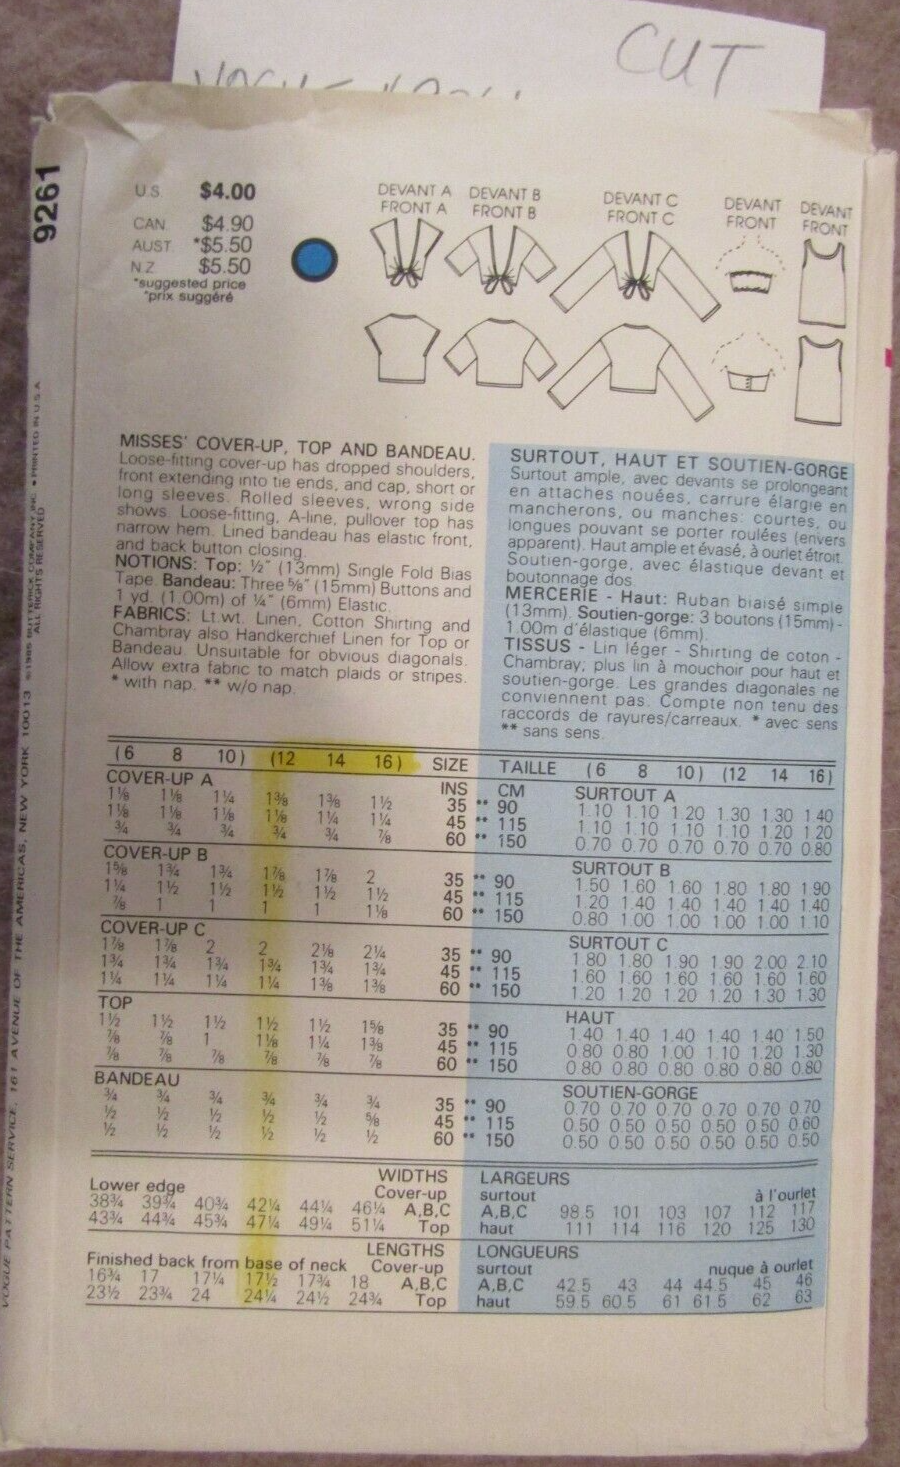 CUT
9261
U.S. $4.00
CAN. $4.90
AUST. *$5.50
N.Z. $5.50
*suggested price
*prix suggéré
DEVANT A DEVANT B DEVANT C DEVANT DEVANT
FRONT A FRONT B FRONT C FRONT FRONT
VOGUE PATTERN SERVICE, 161 AVENUE OF THE AMERICAS, NEW YORK 10013 ©1985 BUTTERICK COMPANY INC. • PRINTED IN U.S.A.
ALL RIGHTS RESERVED
MISSES' COVER-UP, TOP AND BANDEAU.
Loose-fitting cover-up has dropped shoulders,
front extending into tie ends, and cap, short or
long sleeves. Rolled sleeves, wrong side
shows. Loose-fitting, A-line, pullover top has
narrow hem. Lined bandeau has elastic front,
and back button closing.
NOTIONS: Top: ½" (13mm) Single Fold Bias
Tape. Bandeau: Three ⅝" (15mm) Buttons and
1 yd. (1.00m) of ¼" (6mm) Elastic.
FABRICS: Lt.wt. Linen, Cotton Shirting and
Chambray also Handkerchief Linen for Top or
Bandeau. Unsuitable for obvious diagonals.
Allow extra fabric to match plaids or stripes.
* with nap. ** w/o nap.
SURTOUT, HAUT ET SOUTIEN-GORGE
Surtout ample, avec devants se prolongeant
en attaches nouées, carrure élargie en
mancherons, ou manches: courtes, ou
longues pouvant se porter roulées (envers
apparent). Haut ample et évasé, à ourlet étroit.
Soutien-gorge, avec élastique devant et
boutonnage dos.
MERCERIE - Haut: Ruban biaisé simple
(13mm). Soutien-gorge: 3 boutons (15mm) -
1.00m d'élastique (6mm).
TISSUS - Lin léger - Shirting de coton -
Chambray; plus lin à mouchoir pour haut et
soutien-gorge. Les grandes diagonales ne
conviennent pas. Compte non tenu des
raccords de rayures/carreaux. * avec sens
** sans sens.
(6 8 10) (12 14 16) SIZE TAILLE (6 8 10) (12 14 16)
COVER-UP A INS CM SURTOUT A
1⅛ 1⅛ 1¼ 1⅜ 1⅜ 1½ 35 ** 90 1.10 1.10 1.20 1.30 1.30 1.40
1⅛ 1⅛ 1⅛ 1⅛ 1¼ 1¼ 45 ** 115 1.10 1.10 1.10 1.10 1.20 1.20
¾ ¾ ¾ ¾ ¾ ⅞ 60 ** 150 0.70 0.70 0.70 0.70 0.70 0.80
COVER-UP B SURTOUT B
1⅝ 1¾ 1¾ 1⅞ 1⅞ 2 35 ** 90 1.50 1.60 1.60 1.80 1.80 1.90
1¼ 1½ 1½ 1½ 1½ 1½ 45 ** 115 1.20 1.40 1.40 1.40 1.40 1.40
⅞ 1 1 1 1 1⅛ 60 ** 150 0.80 1.00 1.00 1.00 1.00 1.10
COVER-UP C SURTOUT C
1⅞ 1⅞ 2 2 2⅛ 2¼ 35 ** 90 1.80 1.80 1.90 1.90 2.00 2.10
1¾ 1¾ 1¾ 1¾ 1¾ 1¾ 45 ** 115 1.60 1.60 1.60 1.60 1.60 1.60
1¼ 1¼ 1¼ 1¼ 1⅜ 1⅜ 60 ** 150 1.20 1.20 1.20 1.20 1.30 1.30
TOP HAUT
1½ 1½ 1½ 1½ 1½ 1⅝ 35 ** 90 1.40 1.40 1.40 1.40 1.40 1.50
⅞ ⅞ 1 1⅛ 1¼ 1⅜ 45 ** 115 0.80 0.80 1.00 1.10 1.20 1.30
⅞ ⅞ ⅞ ⅞ ⅞ ⅞ 60 ** 150 0.80 0.80 0.80 0.80 0.80 0.80
BANDEAU SOUTIEN-GORGE
¾ ¾ ¾ ¾ ¾ ¾ 35 ** 90 0.70 0.70 0.70 0.70 0.70 0.70
½ ½ ½ ½ ½ ⅝ 45 ** 115 0.50 0.50 0.50 0.50 0.50 0.60
½ ½ ½ ½ ½ ½ 60 ** 150 0.50 0.50 0.50 0.50 0.50 0.50
WIDTHS LARGEURS
Lower edge Cover-up surtout à l'ourlet
38¾ 39¾ 40¾ 42¼ 44¼ 46¼ A,B,C A,B,C 98.5 101 103 107 112 117
43¾ 44¾ 45¾ 47¼ 49¼ 51¼ Top haut 111 114 116 120 125 130
LENGTHS LONGUEURS
Finished back from base of neck Cover-up surtout nuque à ourlet
16¾ 17 17¼ 17½ 17¾ 18 A,B,C A,B,C 42.5 43 44 44.5 45 46
23½ 23¾ 24 24¼ 24½ 24¾ Top haut 59.5 60.5 61 61.5 62 63